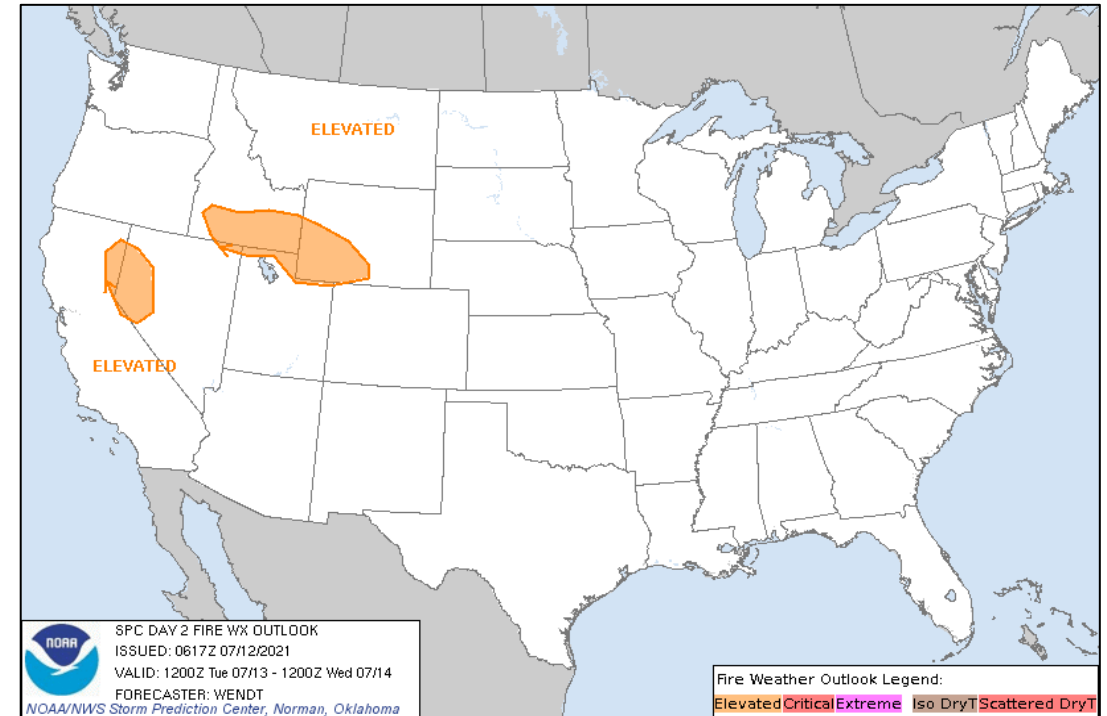 ELEVATED
ELEVATED
NOAA
SPC DAY 2 FIRE WX OUTLOOK
ISSUED: 0617Z 07/12/2021
VALID: 1200Z Tue 07/13 - 1200Z Wed 07/14
FORECASTER: WENDT
NOAA/NWS Storm Prediction Center, Norman, Oklahoma
Fire Weather Outlook Legend:
Elevated Critical Extreme Iso DryT Scattered DryT